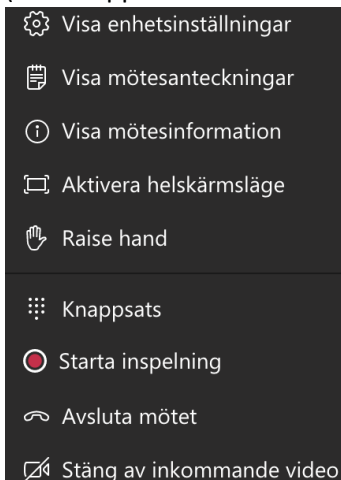 Visa enhetsinställningar
Visa mötesanteckningar
Visa mötesinformation
Aktivera helskärmsläge
Raise hand
Knappsats
Starta inspelning
Avsluta mötet
Stäng av inkommande video